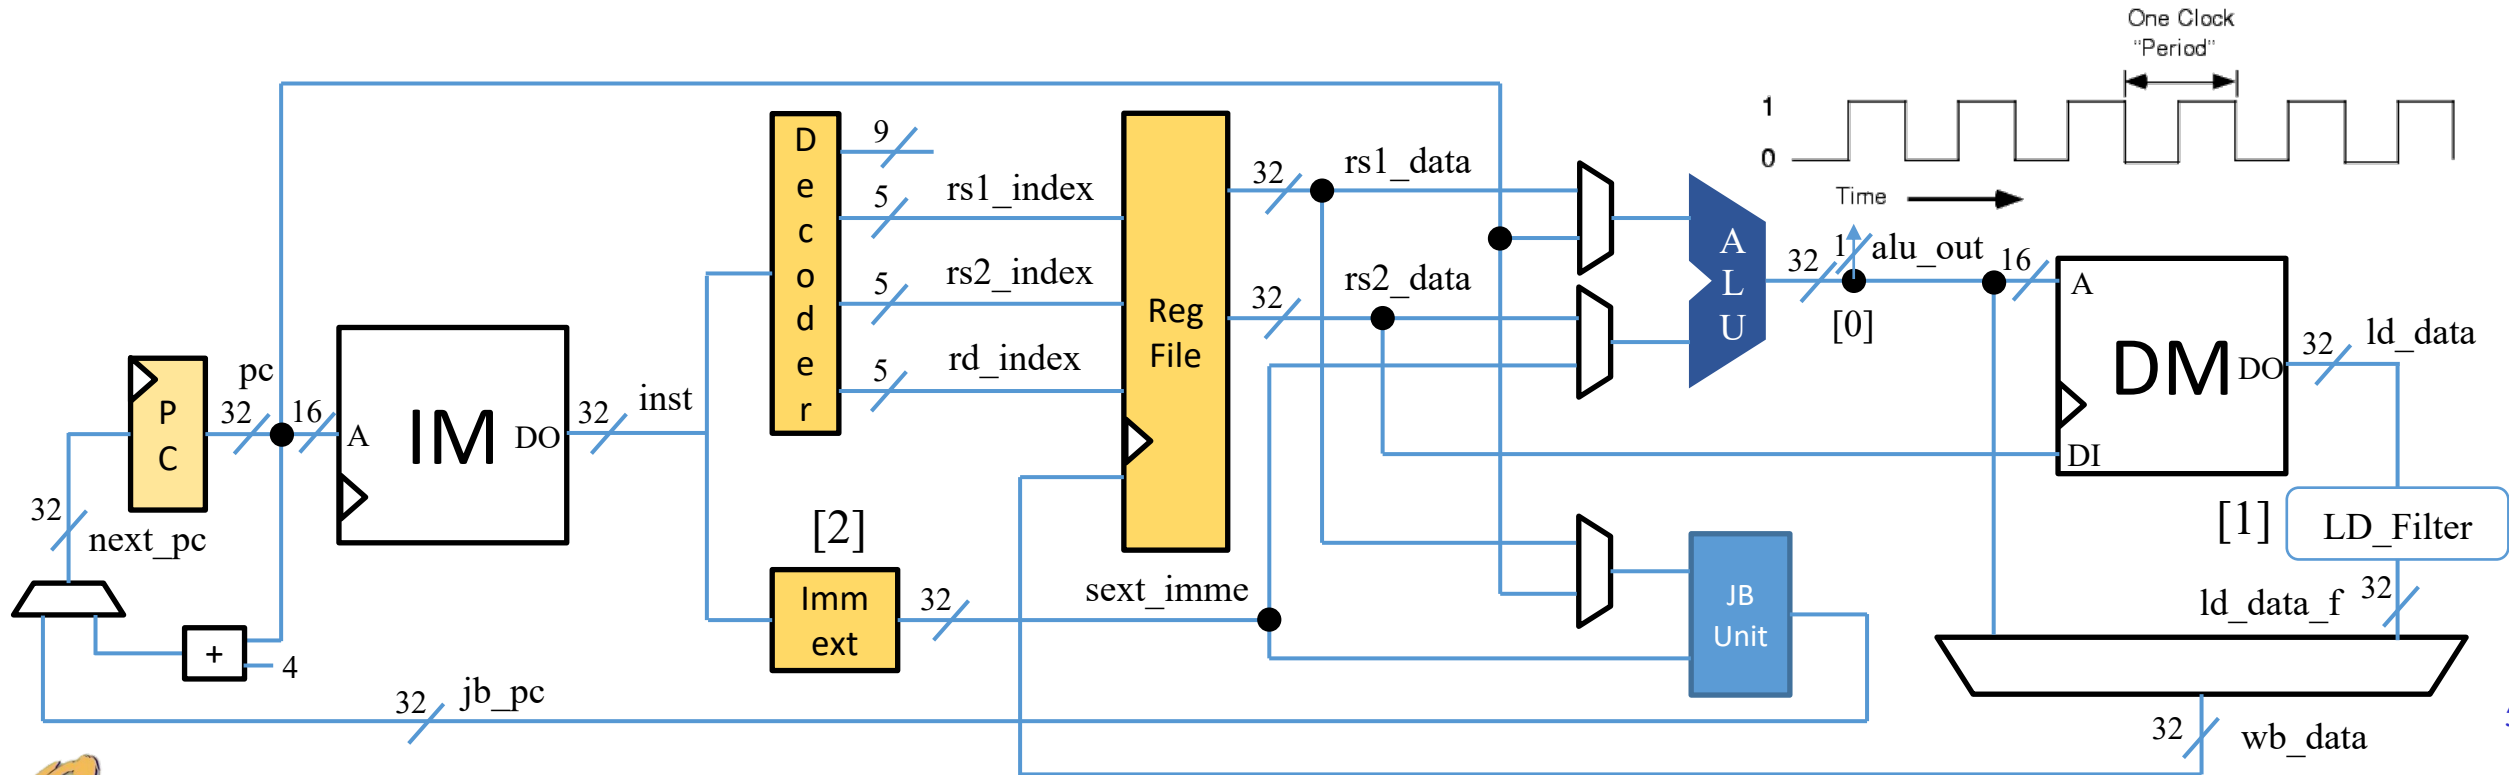 One Clock
"Period"
1
0
Time
D
e
c
o
d
e
r
9
5
rs1_index
5
rs2_index
5
rd_index
Reg
File
32
rs1_data
32
rs2_data
A
L
U
32
1
alu_out
[0]
16
A
DM
DO
DI
32
ld_data
[1]
LD_Filter
ld_data_f
32
32
wb_data
P
C
pc
32
16
A
IM
DO
32
inst
32
next_pc
+
4
[2]
Imm
ext
32
sext_imme
JB
Unit
32
jb_pc